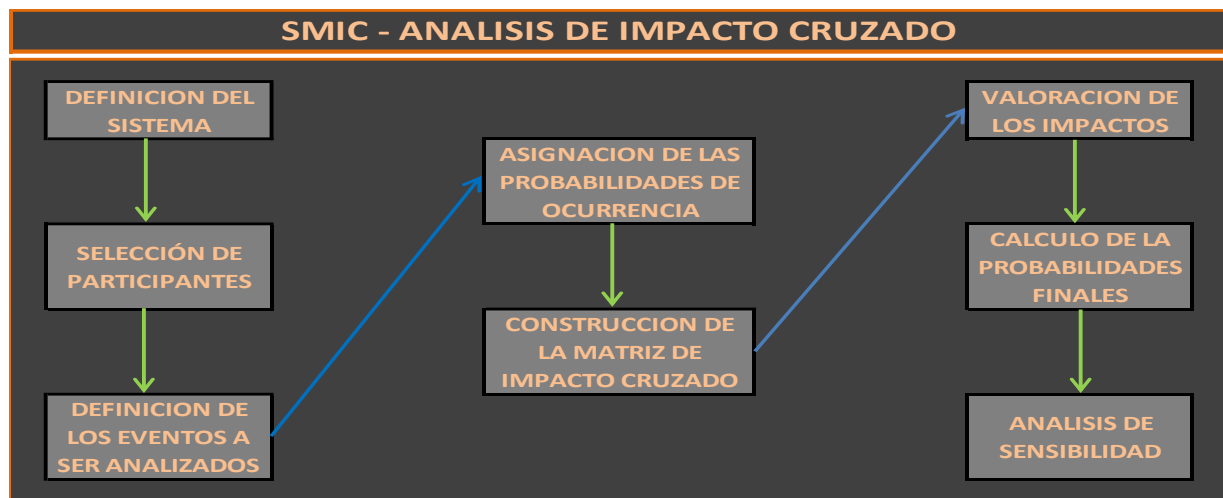 SMIC - ANALISIS DE IMPACTO CRUZADO
DEFINICION DEL
SISTEMA
SELECCIÓN DE
PARTICIPANTES
DEFINICION DE
LOS EVENTOS A
SER ANALIZADOS
ASIGNACION DE LAS
PROBABILIDADES DE
OCURRENCIA
CONSTRUCCION DE
LA MATRIZ DE
IMPACTO CRUZADO
VALORACION DE
LOS IMPACTOS
CALCULO DE LA
PROBABILIDADES
FINALES
ANALISIS DE
SENSIBILIDAD